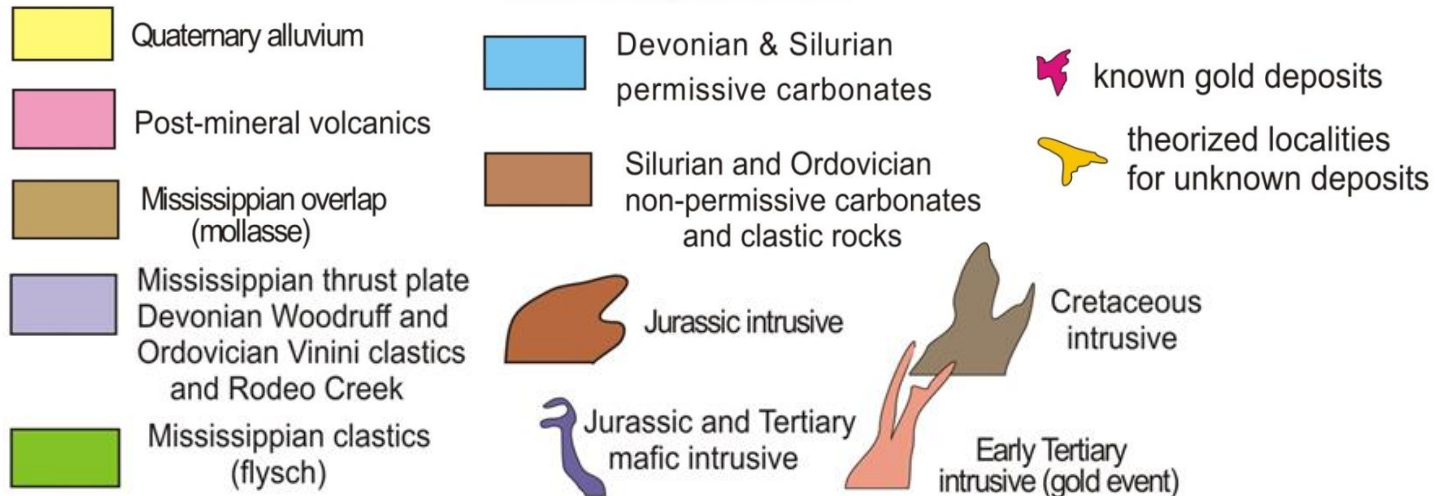 Quaternary alluvium
Post-mineral volcanics
Mississippian overlap
(mollasse)
Mississippian thrust plate
Devonian Woodruff and
Ordovician Vinini clastics
and Rodeo Creek
Mississippian clastics
(flysch)
Devonian & Silurian
permissive carbonates
Silurian and Ordovician
non-permissive carbonates
and clastic rocks
Jurassic intrusive
Jurassic and Tertiary
mafic intrusive
known gold deposits
theorized localities
for unknown deposits
Cretaceous
intrusive
Early Tertiary
intrusive (gold event)